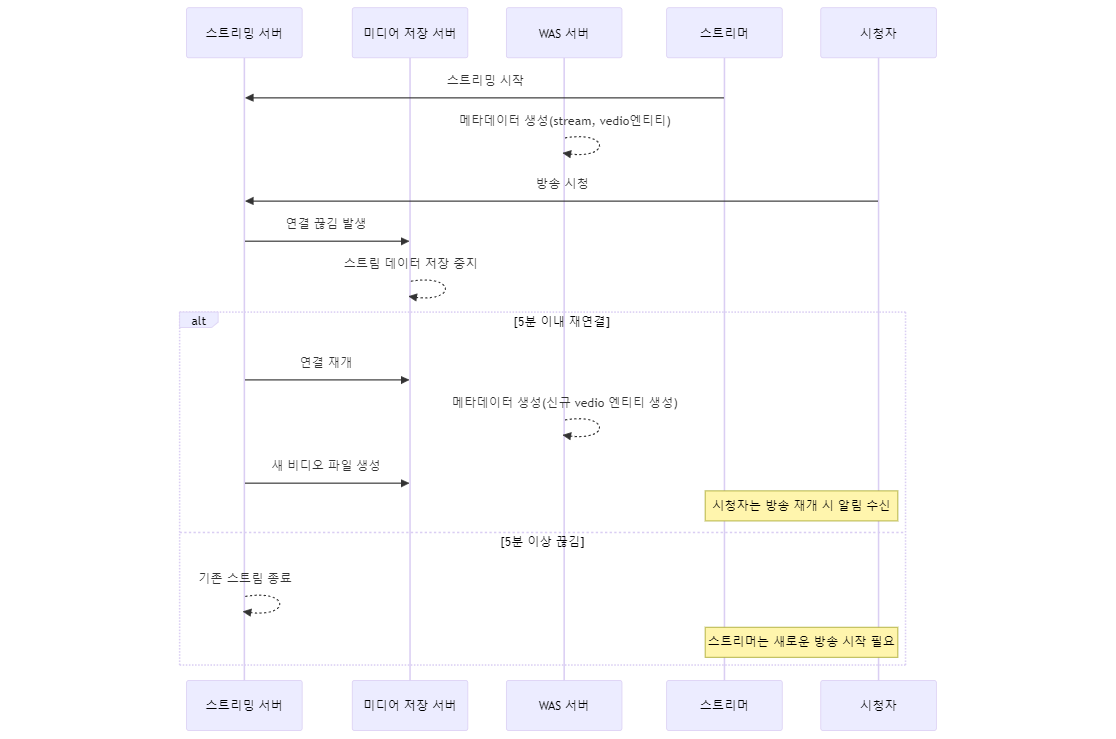 스트리밍 서버
미디어 저장 서버
WAS 서버
스트리머
시청자
스트리밍 시작
메타데이터 생성(stream, vedio엔티티)
방송 시청
연결 끊김 발생
스트림 데이터 저장 중지
alt
[5분 이내 재연결]
연결 재개
메타데이터 생성(신규 vedio 엔티티 생성)
새 비디오 파일 생성
시청자는 방송 재개 시 알림 수신
[5분 이상 끊김]
기존 스트림 종료
스트리머는 새로운 방송 시작 필요
스트리밍 서버
미디어 저장 서버
WAS 서버
스트리머
시청자